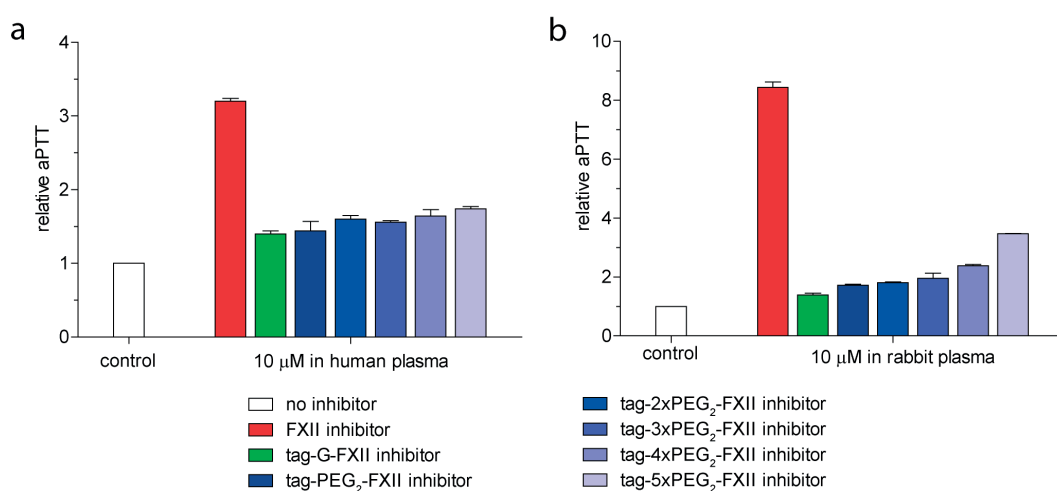 a
4
3
2
1
0
relative aPTT
control
10 μM in human plasma
b
10
8
6
4
2
0
relative aPTT
control
10 μM in rabbit plasma
no inhibitor
FXII inhibitor
tag-G-FXII inhibitor
tag-PEG₂-FXII inhibitor
tag-2xPEG₂-FXII inhibitor
tag-3xPEG₂-FXII inhibitor
tag-4xPEG₂-FXII inhibitor
tag-5xPEG₂-FXII inhibitor